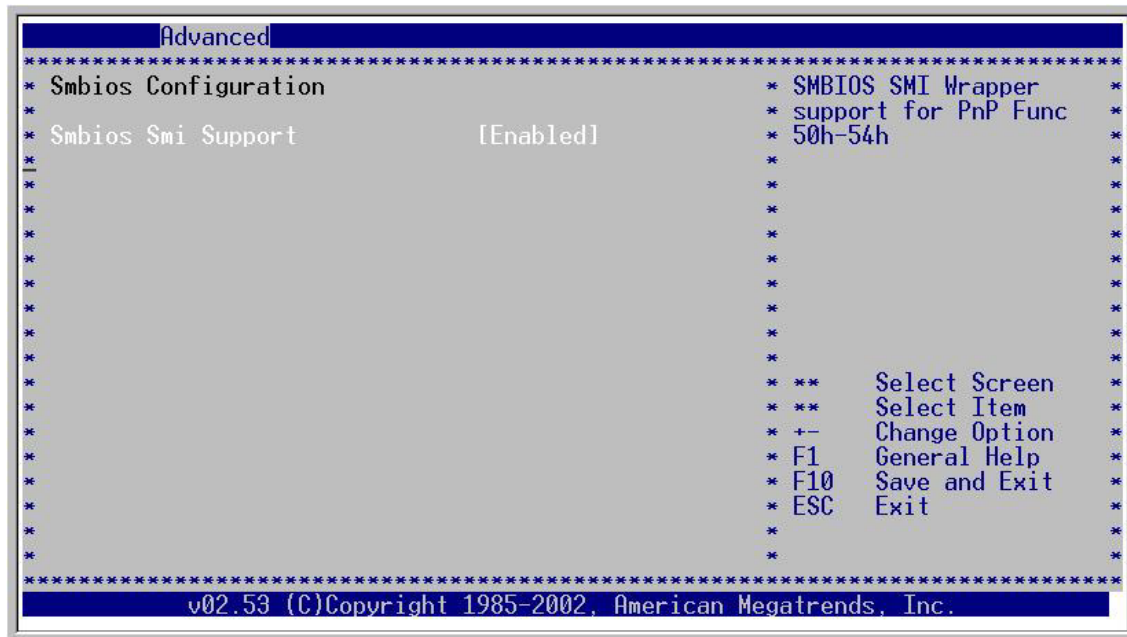 Advanced
Smbios Configuration
Smbios Smi Support [Enabled]
SMBIOS SMI Wrapper
support for PnP Func
50h-54h
** Select Screen
** Select Item
+- Change Option
F1 General Help
F10 Save and Exit
ESC Exit
v02.53 (C)Copyright 1985-2002, American Megatrends, Inc.